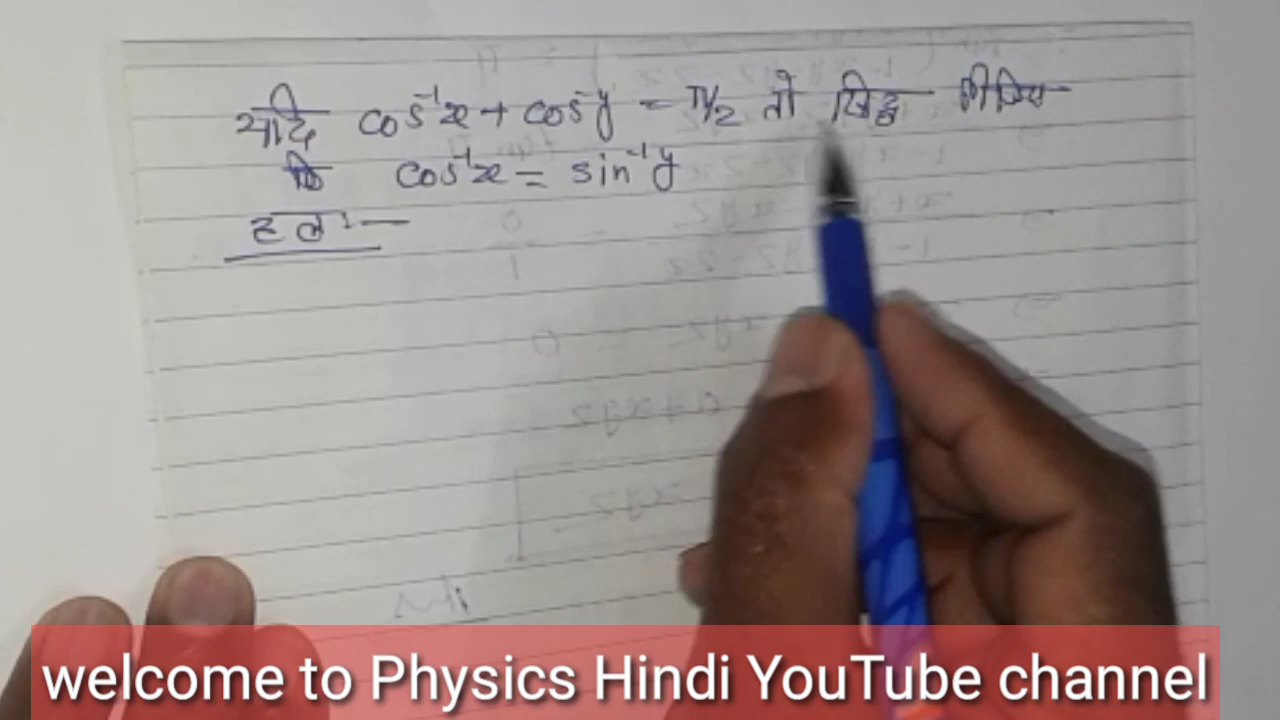 यदि cos⁻¹x + cos⁻¹y = π/2 तो सिद्ध कीजिए
कि cos⁻¹x = sin⁻¹y
हल :-
welcome to Physics Hindi YouTube channel